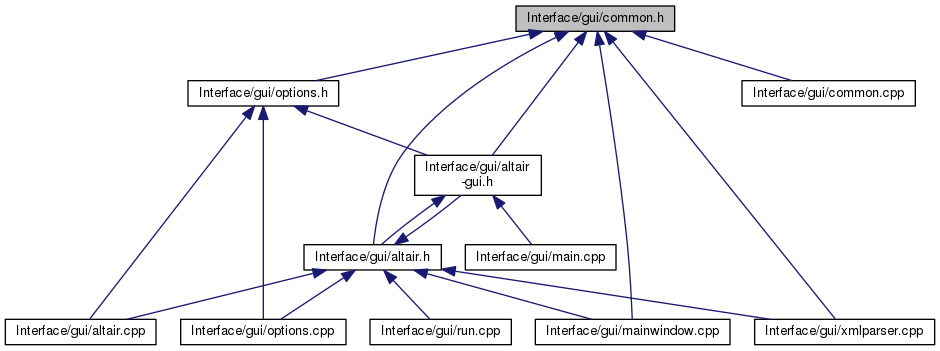 Interface/gui/common.h
Interface/gui/options.h
Interface/gui/common.cpp
Interface/gui/altair
-gui.h
Interface/gui/altair.h
Interface/gui/main.cpp
Interface/gui/altair.cpp
Interface/gui/options.cpp
Interface/gui/run.cpp
Interface/gui/mainwindow.cpp
Interface/gui/xmlparser.cpp